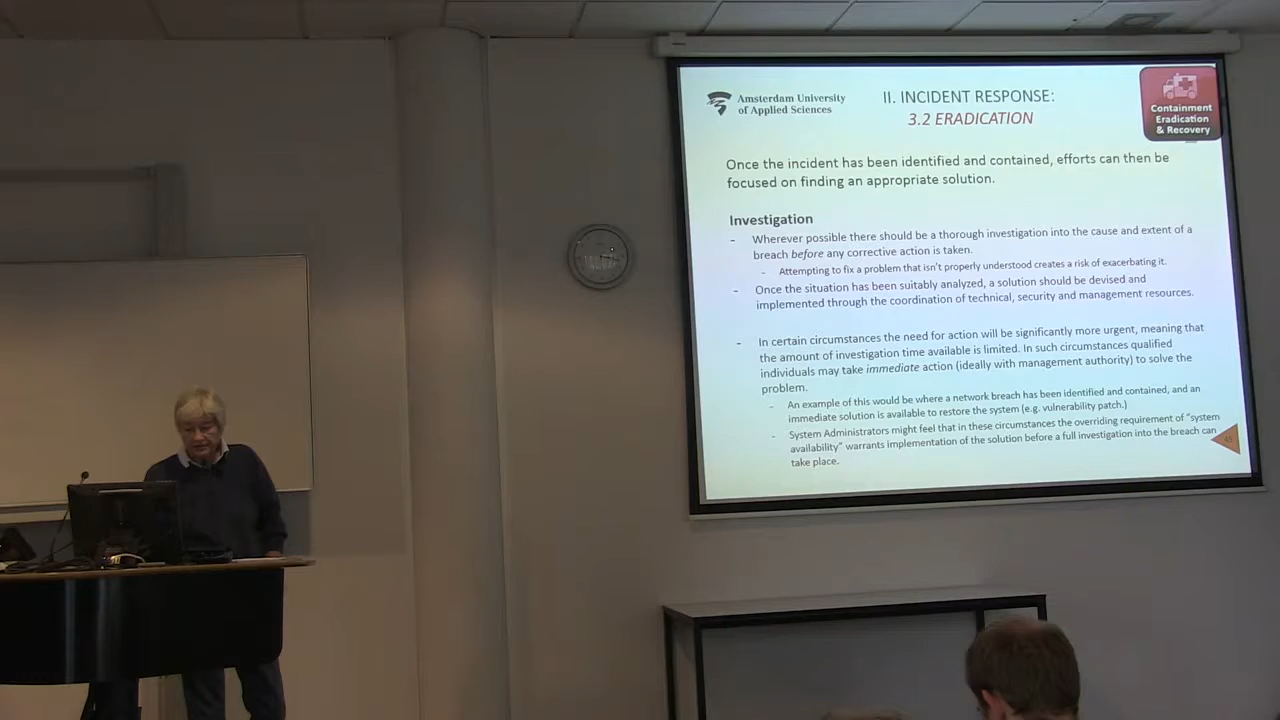 Amsterdam University
of Applied Sciences
II. INCIDENT RESPONSE:
3.2 ERADICATION
Containment
Eradication
& Recovery
Once the incident has been identified and contained, efforts can then be
focused on finding an appropriate solution.
Investigation
- Wherever possible there should be a thorough investigation into the cause and extent of a
breach before any corrective action is taken.
- Attempting to fix a problem that isn't properly understood creates a risk of exacerbating it.
- Once the situation has been suitably analyzed, a solution should be devised and
implemented through the coordination of technical, security and management resources.
- In certain circumstances the need for action will be significantly more urgent, meaning that
the amount of investigation time available is limited. In such circumstances qualified
individuals may take immediate action (ideally with management authority) to solve the
problem.
- An example of this would be where a network breach has been identified and contained, and an
immediate solution is available to restore the system (e.g. vulnerability patch.)
- System Administrators might feel that in these circumstances the overriding requirement of "system
availability" warrants implementation of the solution before a full investigation into the breach can
take place.